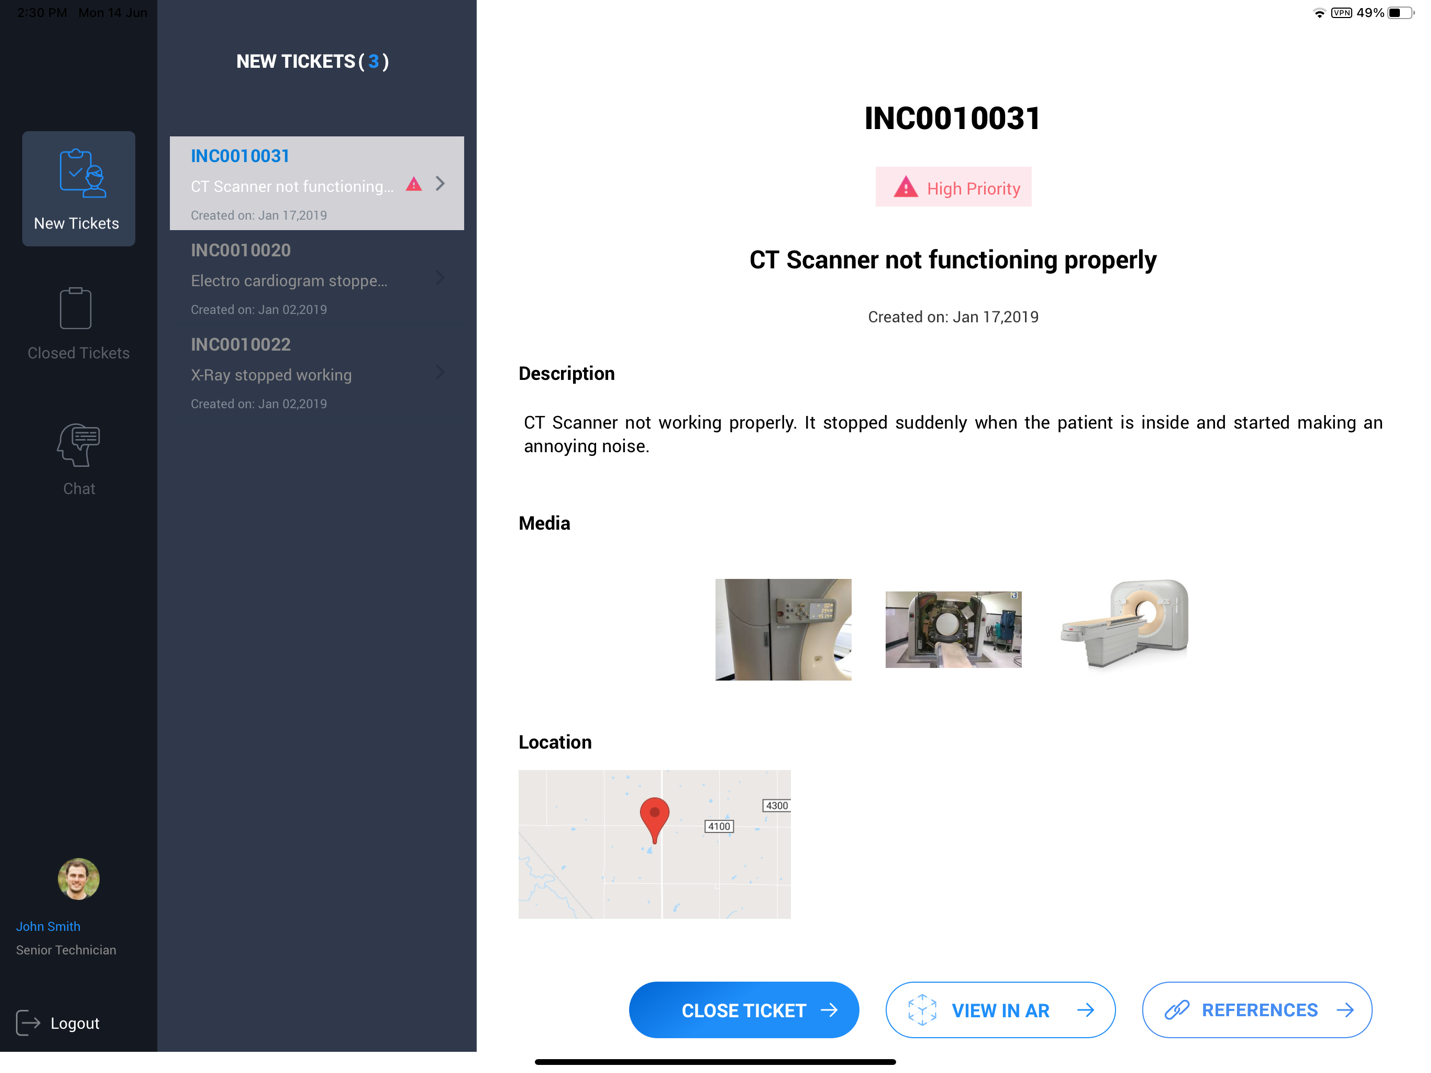 2:30 PM Mon 14 Jun
VPN 49%
New Tickets
Closed Tickets
Chat
John Smith
Senior Technician
Logout
NEW TICKETS ( 3 )
INC0010031
CT Scanner not functioning...
Created on: Jan 17,2019
INC0010020
Electro cardiogram stoppe...
Created on: Jan 02,2019
INC0010022
X-Ray stopped working
Created on: Jan 02,2019
INC0010031
High Priority
CT Scanner not functioning properly
Created on: Jan 17,2019
Description
CT Scanner not working properly. It stopped suddenly when the patient is inside and started making an
annoying noise.
Media
Location
4300
4100
CLOSE TICKET
VIEW IN AR
REFERENCES